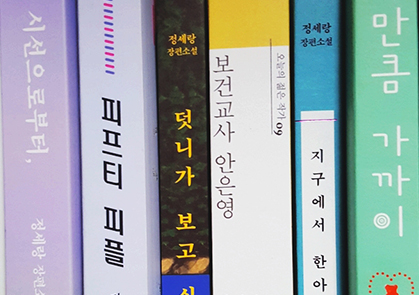 시선으로부터,
정세랑 장편소
피프티 피플
정세랑
장편소설
덧니가 보고
보건교사 안은영
오늘의 젊은 작가 09
정세랑
장편소설
지구에서 한아
만큼 가까이